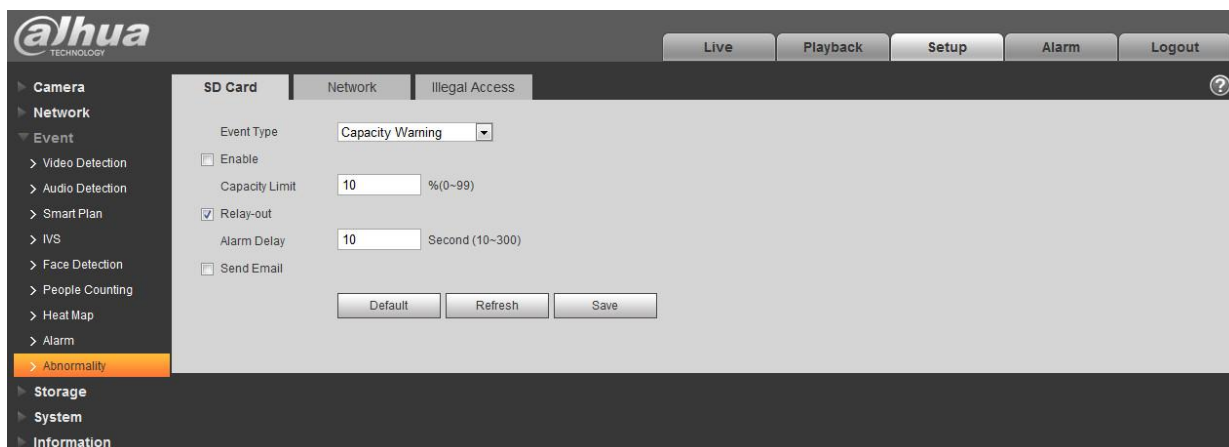 alhua
TECHNOLOGY
Live
Playback
Setup
Alarm
Logout
Camera
Network
Event
Video Detection
Audio Detection
Smart Plan
IVS
Face Detection
People Counting
Heat Map
Alarm
Abnormality
Storage
System
Information
SD Card
Network
Illegal Access
?
Event Type
Capacity Warning
Enable
Capacity Limit
10
%(0~99)
Relay-out
Alarm Delay
10
Second (10~300)
Send Email
Default
Refresh
Save